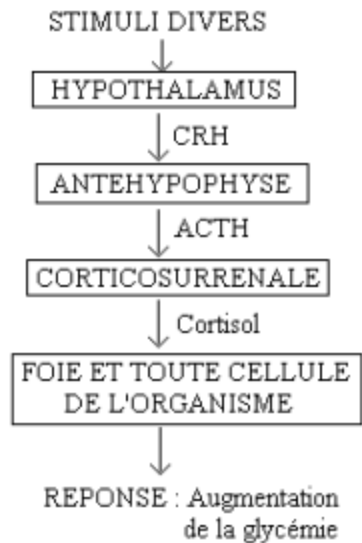 STIMULI DIVERS
HYPOTHALAMUS
CRH
ANTEHYPOPHYSE
ACTH
CORTICOSURRENALE
Cortisol
FOIE ET TOUTE CELLULE
DE L'ORGANISME
REPONSE : Augmentation
de la glycémie